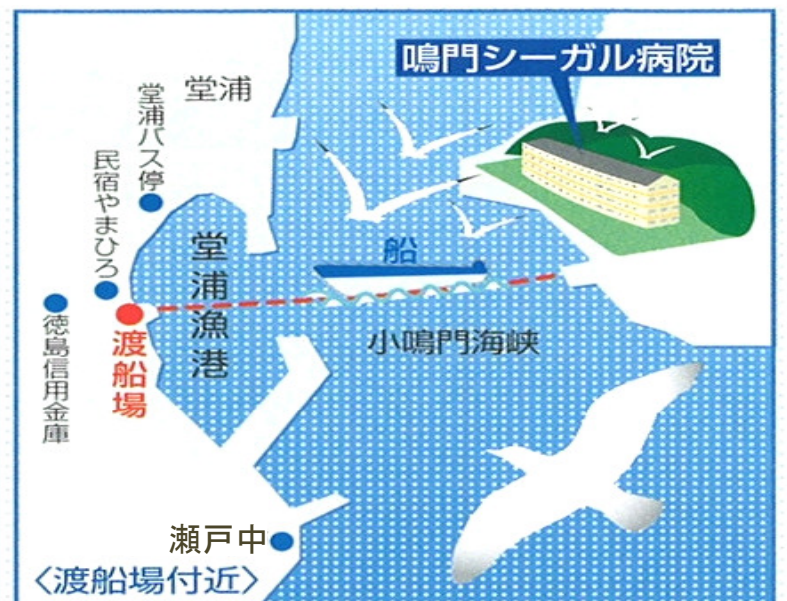 鳴門シーガル病院
堂浦
堂浦バス停
民宿やまひろ
堂浦漁港
船
徳島信用金庫
渡船場
小鳴門海峡
瀬戸中
〈渡船場付近〉